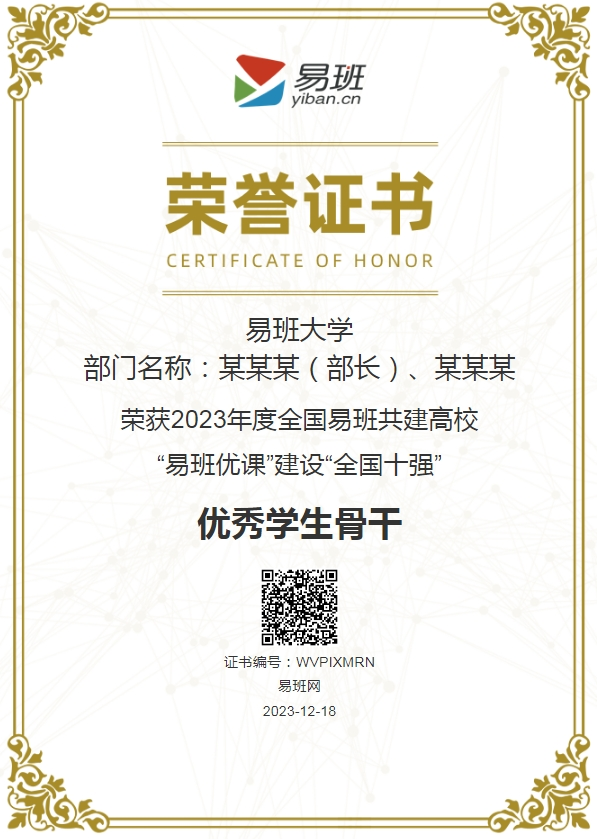 易班
yiban.cn
荣誉证书
CERTIFICATE OF HONOR
易班大学
部门名称：某某某（部长）、某某某
荣获2023年度全国易班共建高校
“易班优课”建设“全国十强”
优秀学生骨干
证书编号：WVPIXMRN
易班网
2023-12-18